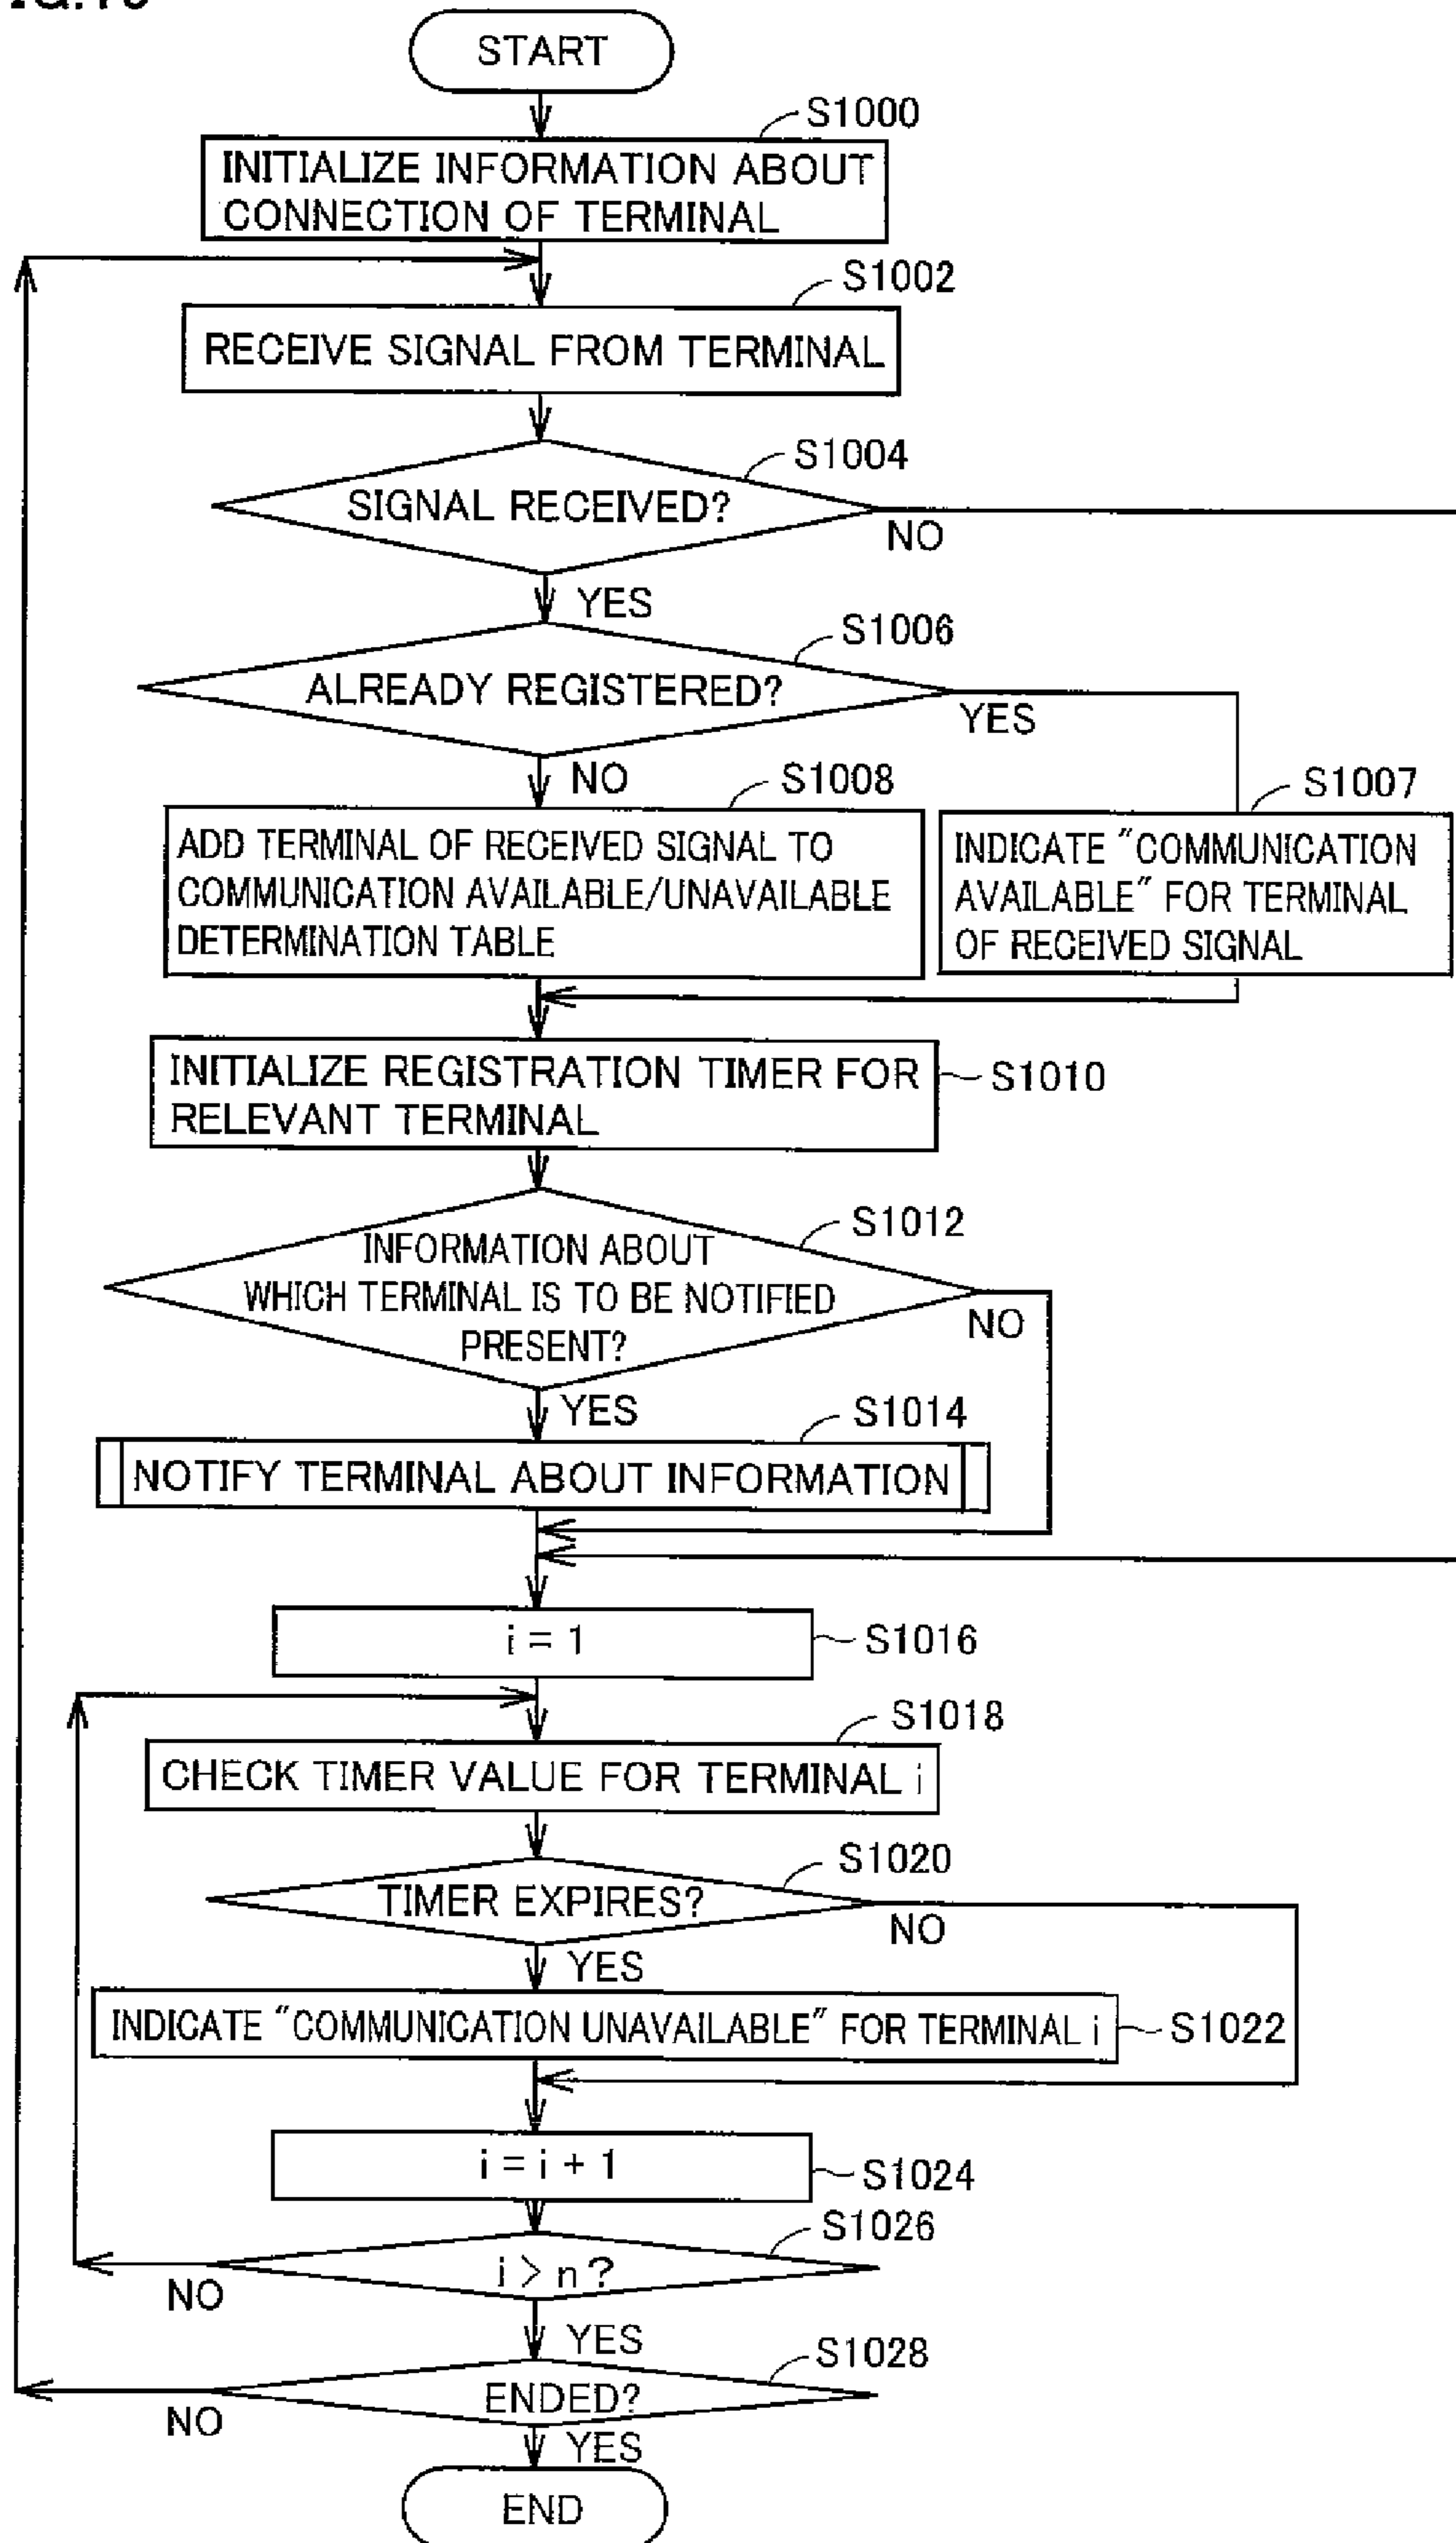 START
S1000
INITIALIZE INFORMATION ABOUT
CONNECTION OF TERMINAL
S1002
RECEIVE SIGNAL FROM TERMINAL
S1004
SIGNAL RECEIVED?
NO
YES
S1006
ALREADY REGISTERED?
YES
NO
S1008
S1007
ADD TERMINAL OF RECEIVED SIGNAL TO
COMMUNICATION AVAILABLE/UNAVAILABLE
DETERMINATION TABLE
INDICATE "COMMUNICATION
AVAILABLE" FOR TERMINAL
OF RECEIVED SIGNAL
INITIALIZE REGISTRATION TIMER FOR
RELEVANT TERMINAL
S1010
S1012
INFORMATION ABOUT
WHICH TERMINAL IS TO BE NOTIFIED
PRESENT?
NO
YES
S1014
NOTIFY TERMINAL ABOUT INFORMATION
i = 1
S1016
S1018
CHECK TIMER VALUE FOR TERMINAL i
S1020
TIMER EXPIRES?
NO
YES
INDICATE "COMMUNICATION UNAVAILABLE" FOR TERMINAL i
S1022
i = i + 1
S1024
S1026
i > n ?
NO
YES
S1028
ENDED?
NO
YES
END